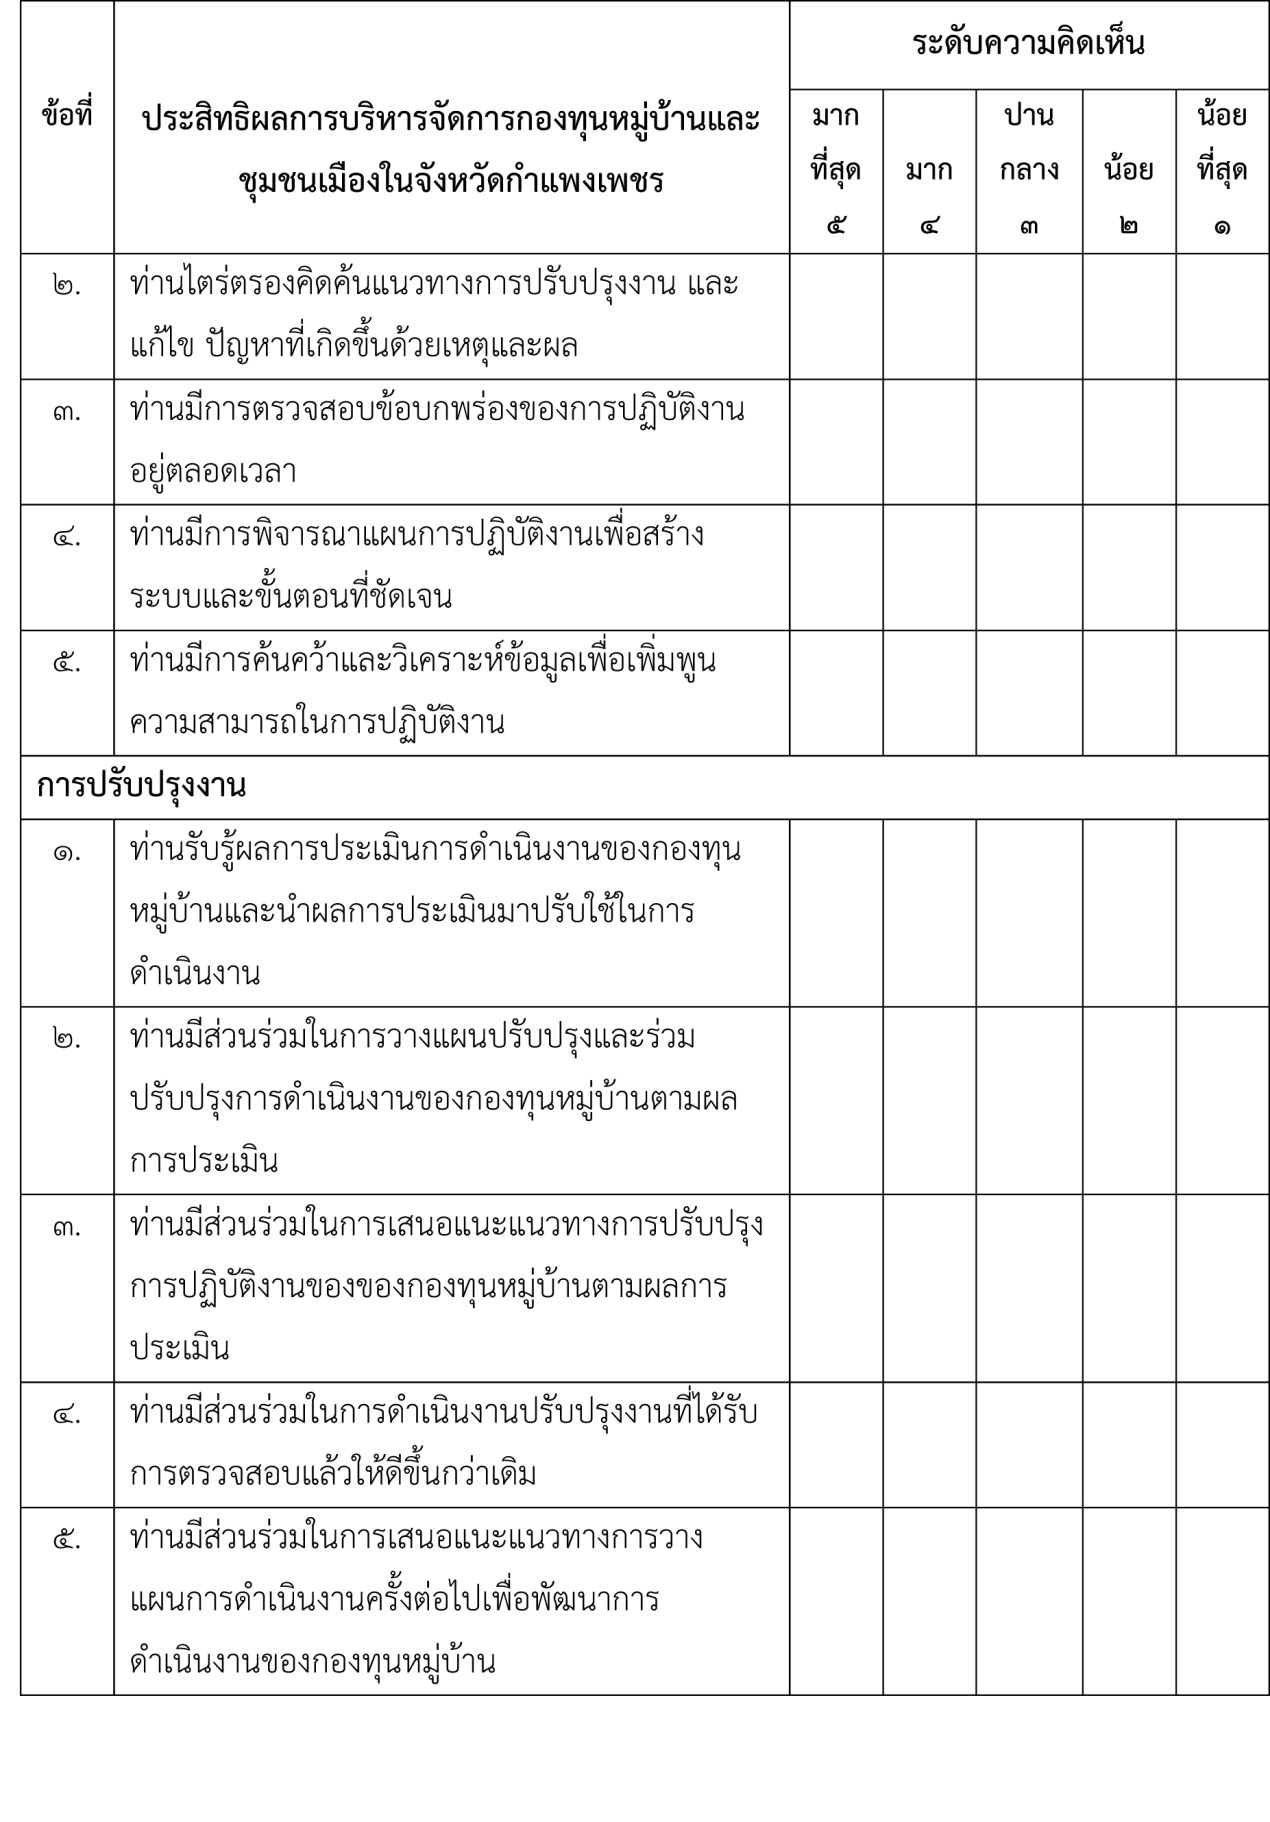 ข้อที่
ประสิทธิผลการบริหารจัดการกองทุนหมู่บ้านและ
ชุมชนเมืองในจังหวัดกำแพงเพชร
ระดับความคิดเห็น
มาก
ที่สุด
๕
มาก
๔
ปาน
กลาง
๓
น้อย
๒
น้อย
ที่สุด
๑
๒. ท่านไตร่ตรองคิดค้นแนวทางการปรับปรุงงาน และ
แก้ไข ปัญหาที่เกิดขึ้นด้วยเหตุและผล
๓. ท่านมีการตรวจสอบข้อบกพร่องของการปฏิบัติงาน
อยู่ตลอดเวลา
๔. ท่านมีการพิจารณาแผนการปฏิบัติงานเพื่อสร้าง
ระบบและขั้นตอนที่ชัดเจน
๕. ท่านมีการค้นคว้าและวิเคราะห์ข้อมูลเพื่อเพิ่มพูน
ความสามารถในการปฏิบัติงาน
การปรับปรุงงาน
๑. ท่านรับรู้ผลการประเมินการดำเนินงานของกองทุน
หมู่บ้านและนำผลการประเมินมาปรับใช้ในการ
ดำเนินงาน
๒. ท่านมีส่วนร่วมในการวางแผนปรับปรุงและร่วม
ปรับปรุงการดำเนินงานของกองทุนหมู่บ้านตามผล
การประเมิน
๓. ท่านมีส่วนร่วมในการเสนอแนะแนวทางการปรับปรุง
การปฏิบัติงานของของกองทุนหมู่บ้านตามผลการ
ประเมิน
๔. ท่านมีส่วนร่วมในการดำเนินงานปรับปรุงงานที่ได้รับ
การตรวจสอบแล้วให้ดีขึ้นกว่าเดิม
๕. ท่านมีส่วนร่วมในการเสนอแนะแนวทางการวาง
แผนการดำเนินงานครั้งต่อไปเพื่อพัฒนาการ
ดำเนินงานของกองทุนหมู่บ้าน